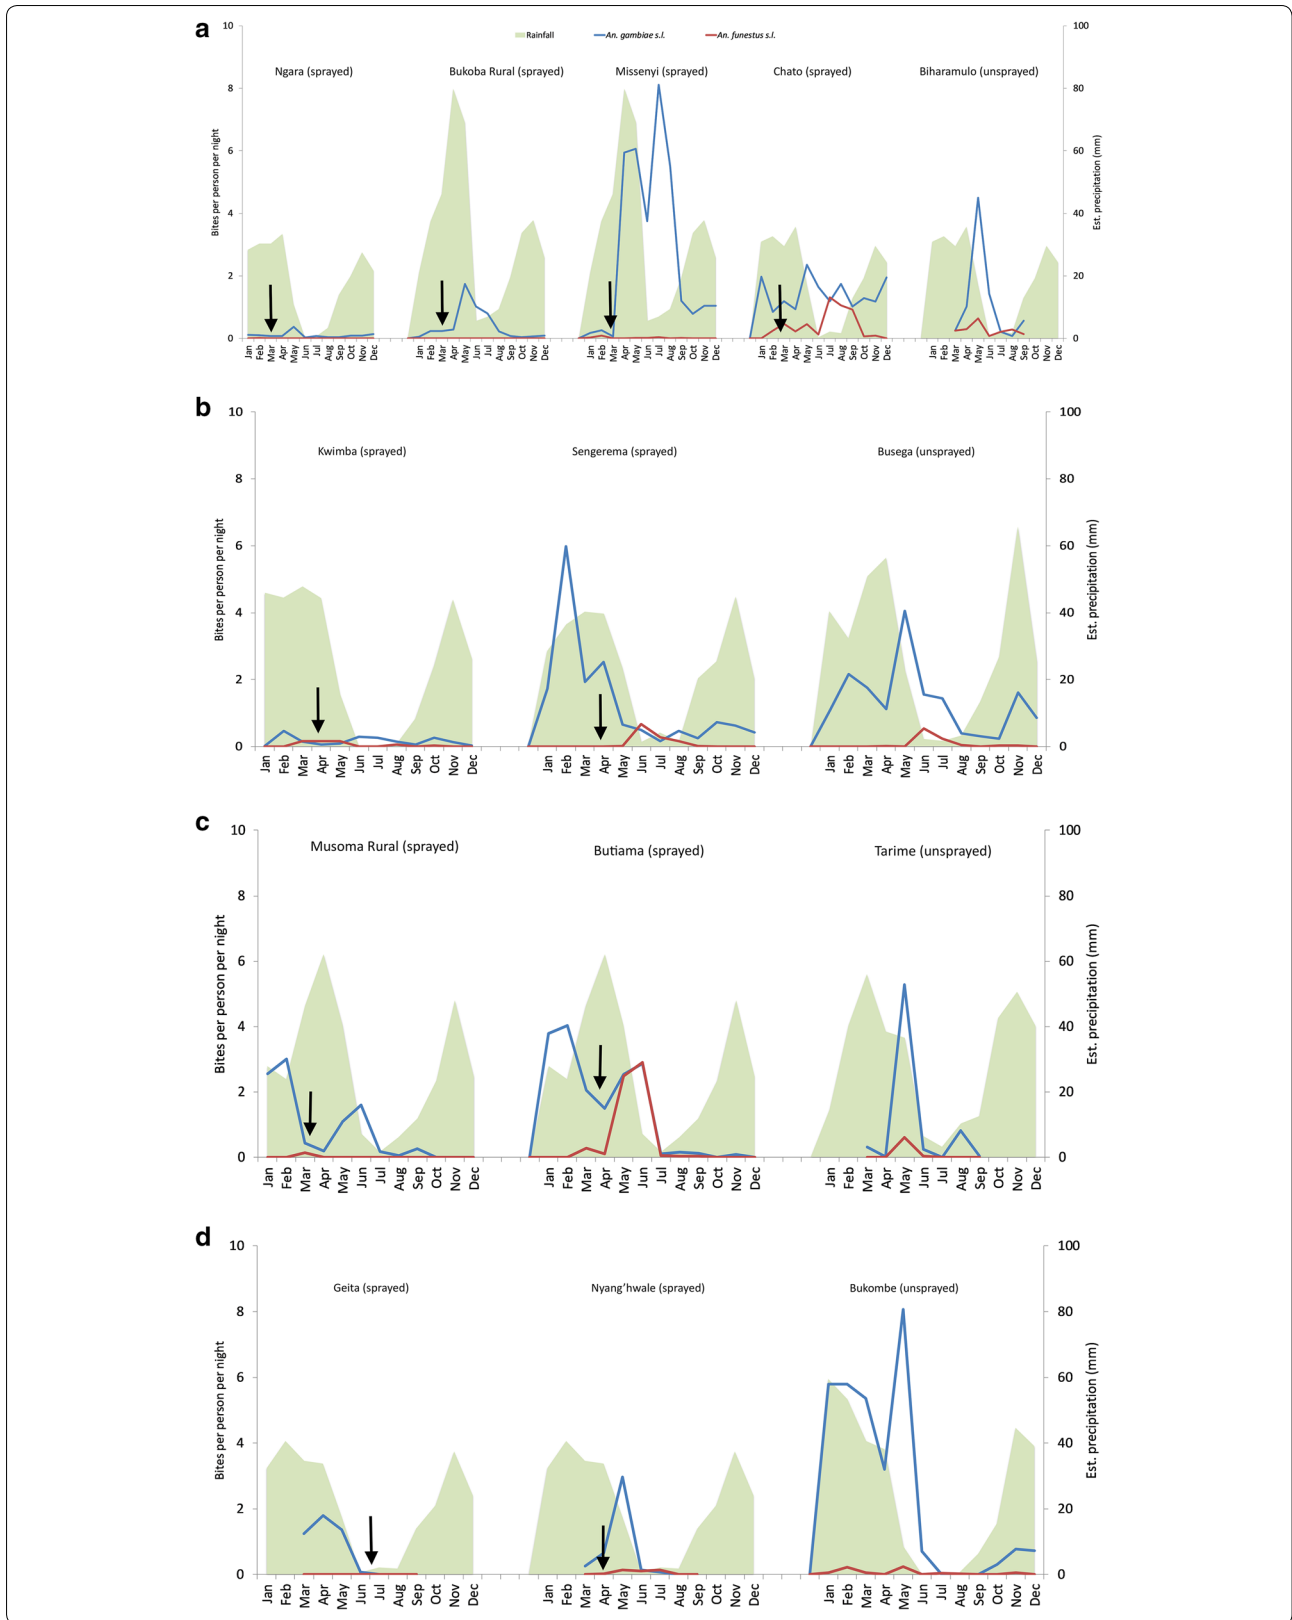 a
Rainfall An. gambiae s.l. An. funestus s.l.
Ngara (sprayed) Bukoba Rural (sprayed) Missenyi (sprayed) Chato (sprayed) Biharamulo (unsprayed)
Bites per person per night
10
8
6
4
2
0
Est. precipitation (mm)
100
80
60
40
20
0
Jan Feb Mar Apr May Jun Jul Aug Sep Oct Nov Dec Jan Feb Mar Apr May Jun Jul Aug Sep Oct Nov Dec Jan Feb Mar Apr May Jun Jul Aug Sep Oct Nov Dec Jan Feb Mar Apr May Jun Jul Aug Sep Oct Nov Dec Jan Feb Mar Apr May Jun Jul Aug Sep Oct Nov Dec
b
Kwimba (sprayed) Sengerema (sprayed) Busega (unsprayed)
Bites per person per night
10
8
6
4
2
0
Est. precipitation (mm)
100
80
60
40
20
0
Jan Feb Mar Apr May Jun Jul Aug Sep Oct Nov Dec Jan Feb Mar Apr May Jun Jul Aug Sep Oct Nov Dec Jan Feb Mar Apr May Jun Jul Aug Sep Oct Nov Dec
c
Musoma Rural (sprayed) Butiama (sprayed) Tarime (unsprayed)
Bites per person per night
10
8
6
4
2
0
Est. precipitation (mm)
100
80
60
40
20
0
Jan Feb Mar Apr May Jun Jul Aug Sep Oct Nov Dec Jan Feb Mar Apr May Jun Jul Aug Sep Oct Nov Dec Jan Feb Mar Apr May Jun Jul Aug Sep Oct Nov Dec
d
Geita (sprayed) Nyang'hwale (sprayed) Bukombe (unsprayed)
Bites per person per night
10
8
6
4
2
0
Est. precipitation (mm)
100
80
60
40
20
0
Jan Feb Mar Apr May Jun Jul Aug Sep Oct Nov Dec Jan Feb Mar Apr May Jun Jul Aug Sep Oct Nov Dec Jan Feb Mar Apr May Jun Jul Aug Sep Oct Nov Dec